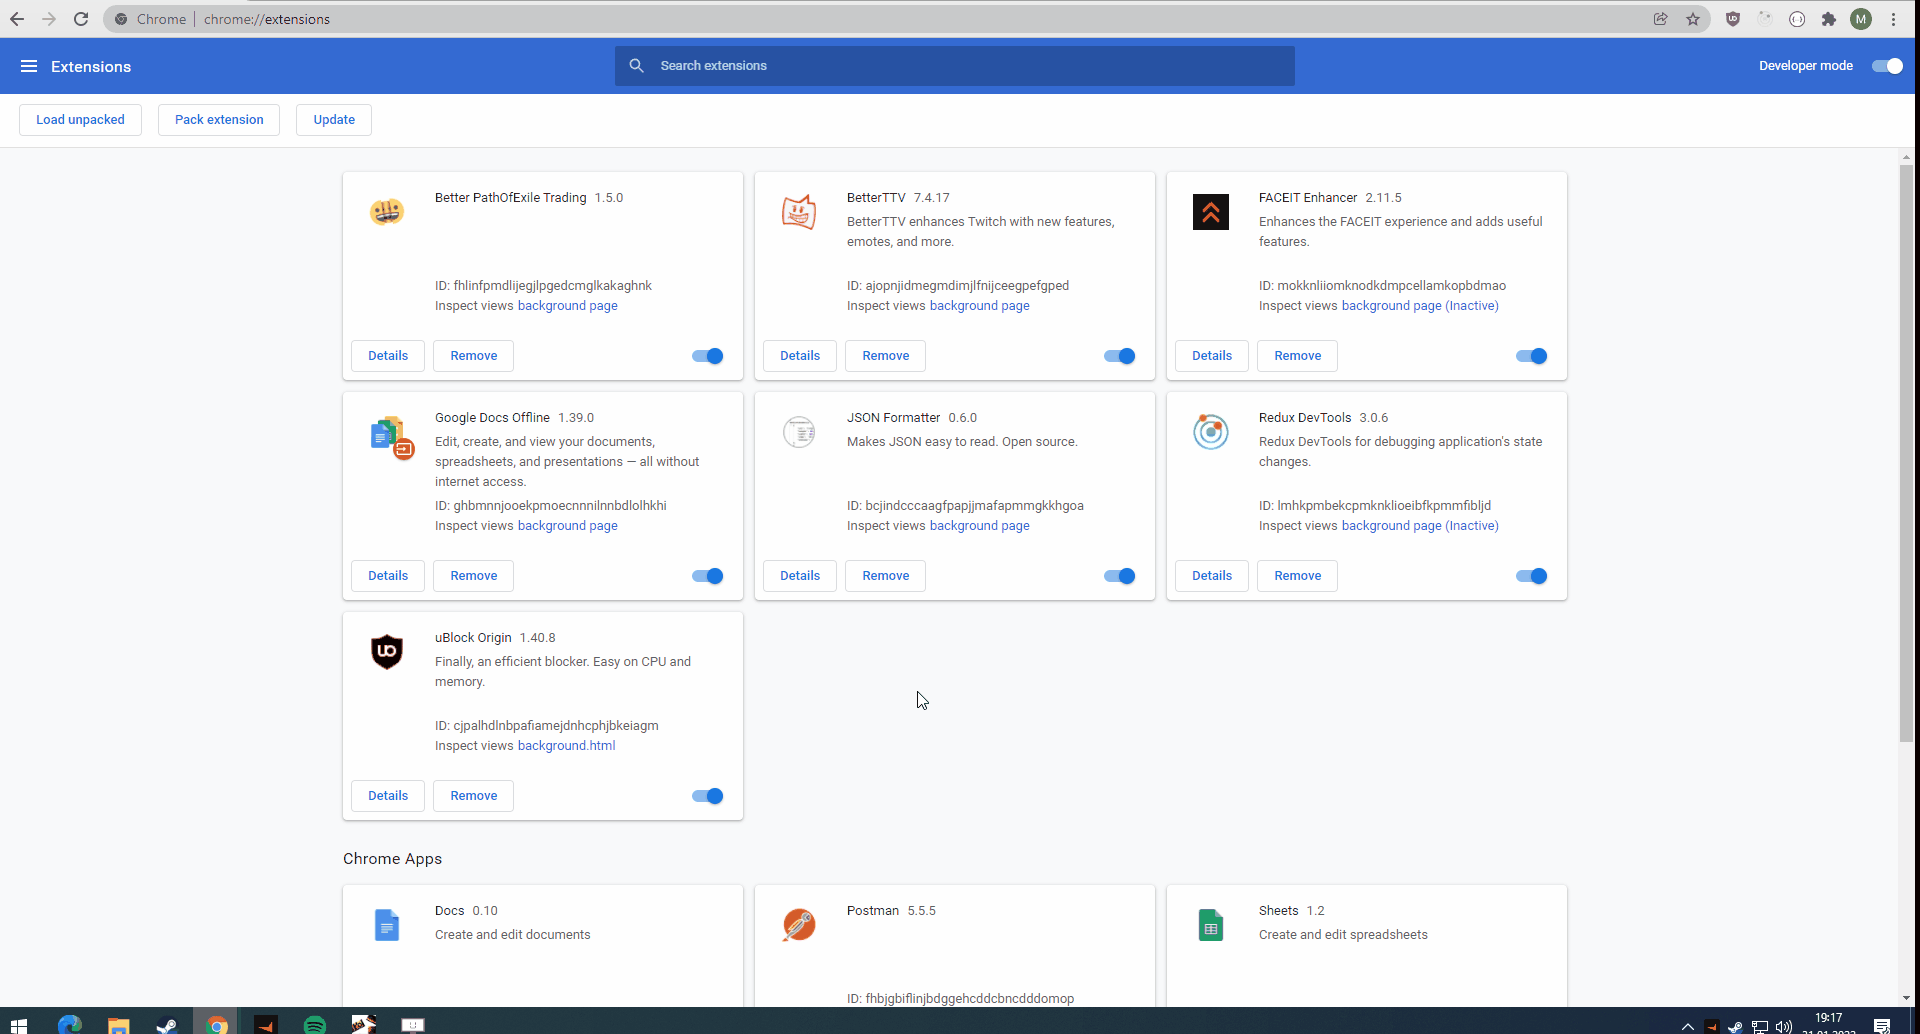 Chrome chrome://extensions
M
Extensions
Search extensions
Developer mode
Load unpacked
Pack extension
Update
Better PathOfExile Trading 1.5.0
ID: fhlinfpmdlijegjlpgedcmglkakaghnk
Inspect views background page
Details
Remove
BetterTTV 7.4.17
BetterTTV enhances Twitch with new features,
emotes, and more.
ID: ajopnjidmegmdimjlfnijceegpefgped
Inspect views background page
Details
Remove
FACEIT Enhancer 2.11.5
Enhances the FACEIT experience and adds useful
features.
ID: mokknliiomknodkdmpcellamkopbdmao
Inspect views background page (Inactive)
Details
Remove
Google Docs Offline 1.39.0
Edit, create, and view your documents,
spreadsheets, and presentations — all without
internet access.
ID: ghbmnnjooekpmoecnnnilnnbdlolhkhi
Inspect views background page
Details
Remove
JSON Formatter 0.6.0
Makes JSON easy to read. Open source.
ID: bcjindcccaagfpapjjmafapmmgkkhgoa
Inspect views background page
Details
Remove
Redux DevTools 3.0.6
Redux DevTools for debugging application's state
changes.
ID: lmhkpmbekcpmknklioeibfkpmmfibljd
Inspect views background page (Inactive)
Details
Remove
uBlock Origin 1.40.8
Finally, an efficient blocker. Easy on CPU and
memory.
ID: cjpalhdlnbpafiamejdnhcphjbkeiagm
Inspect views background.html
Details
Remove
Chrome Apps
Docs 0.10
Create and edit documents
Postman 5.5.5
ID: fhbjgbiflinjbdggehcddcbncdddomop
Sheets 1.2
Create and edit spreadsheets
19:17